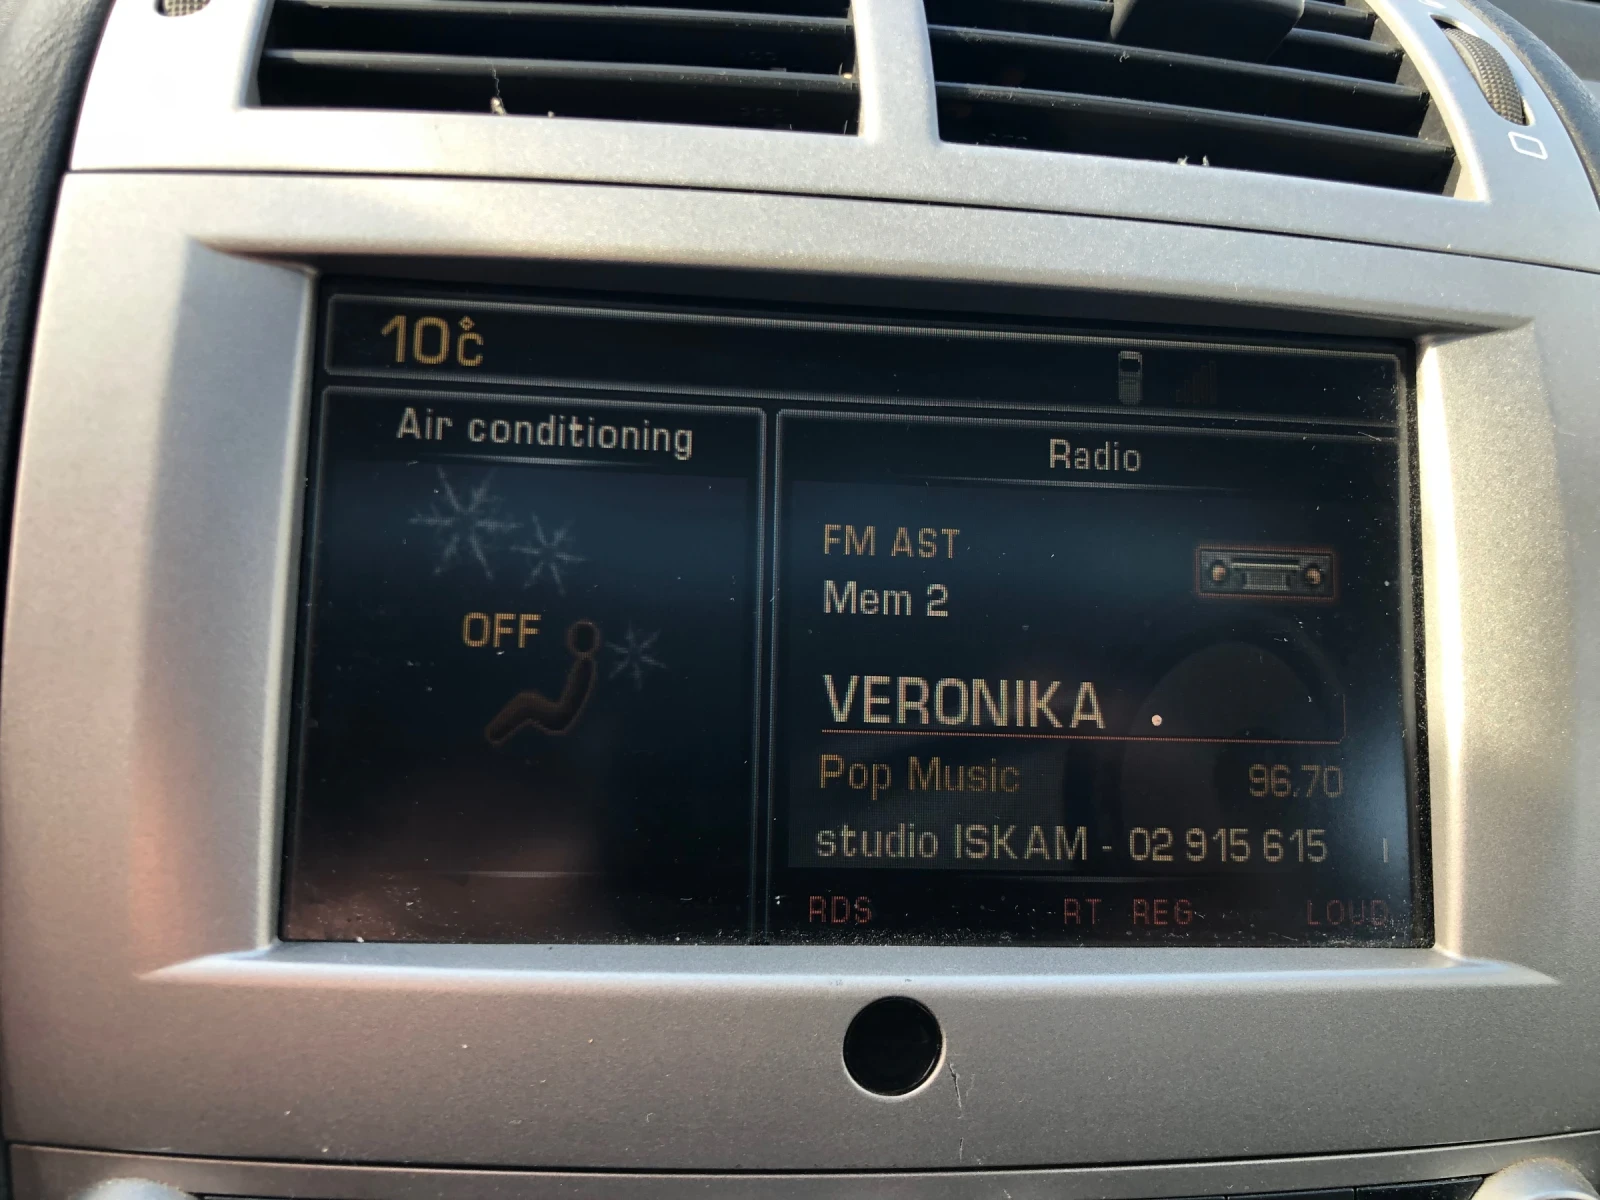 10°C
Air conditioning
OFF
Radio
FM AST
Mem 2
VERONIKA
Pop Music 96.70
studio ISKAM - 02 915 615
RDS RT REG LOUD